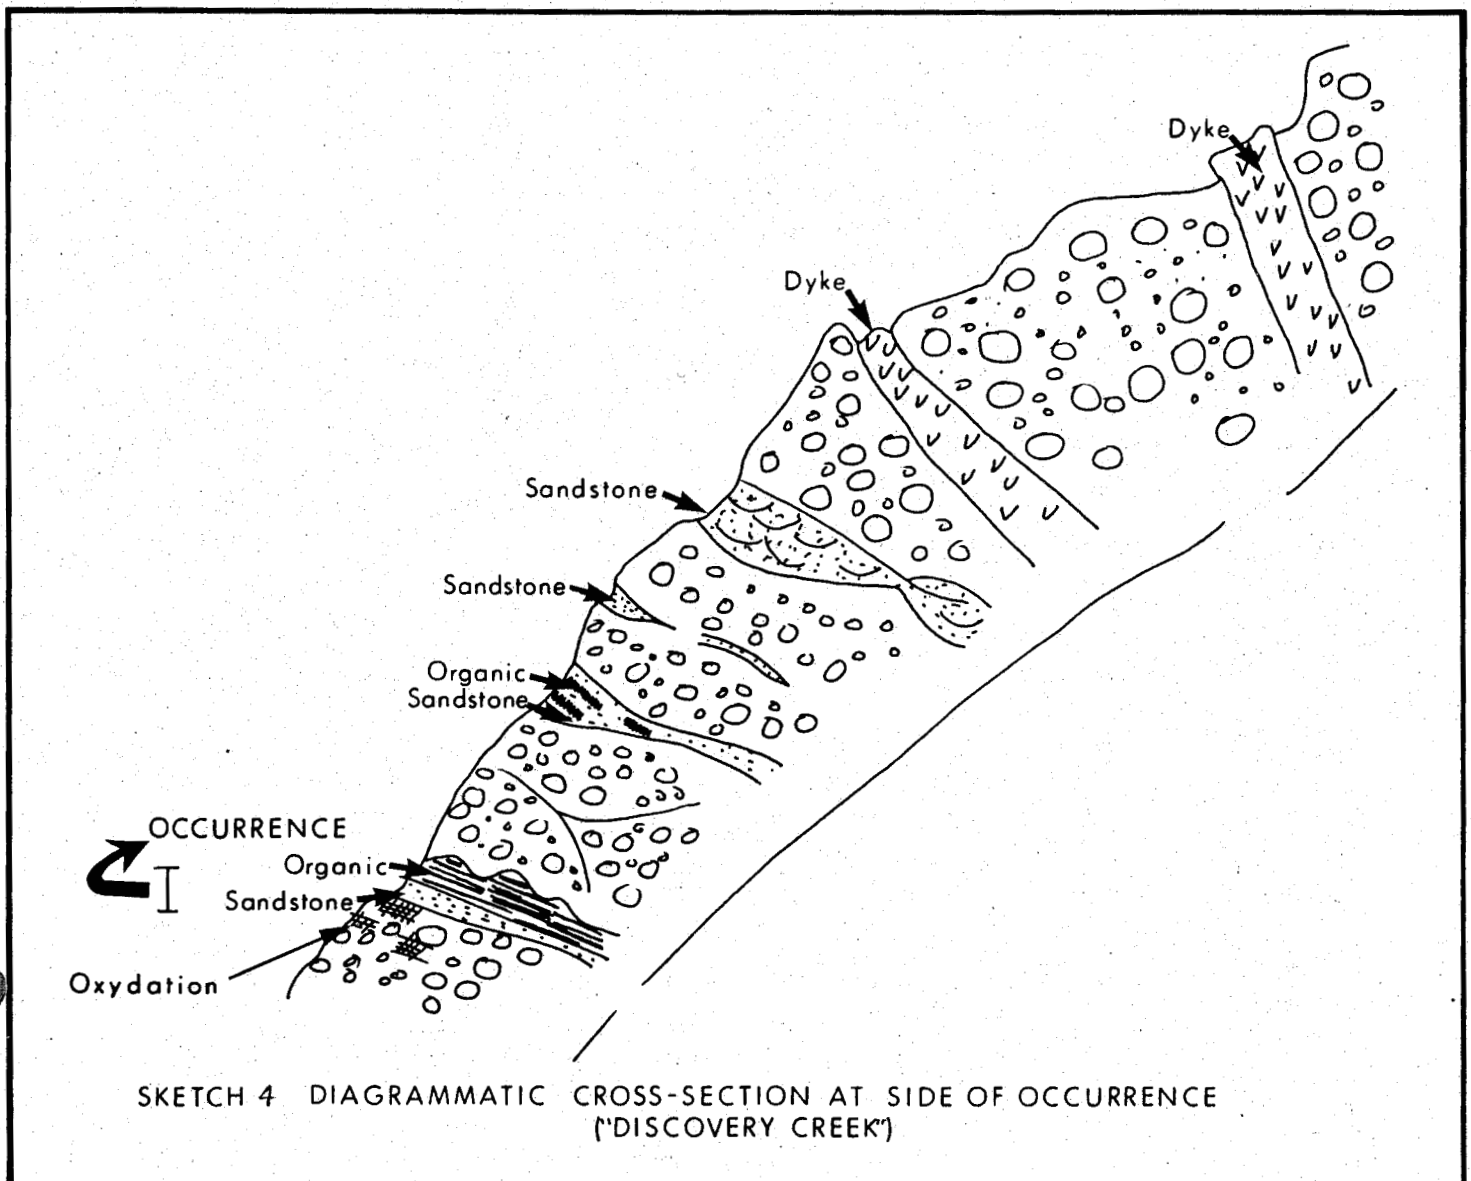 Dyke
Dyke
Sandstone
Sandstone
Organic
Sandstone
OCCURRENCE
Organic
Sandstone
Oxydation
SKETCH 4 DIAGRAMMATIC CROSS-SECTION AT SIDE OF OCCURRENCE
("DISCOVERY CREEK")